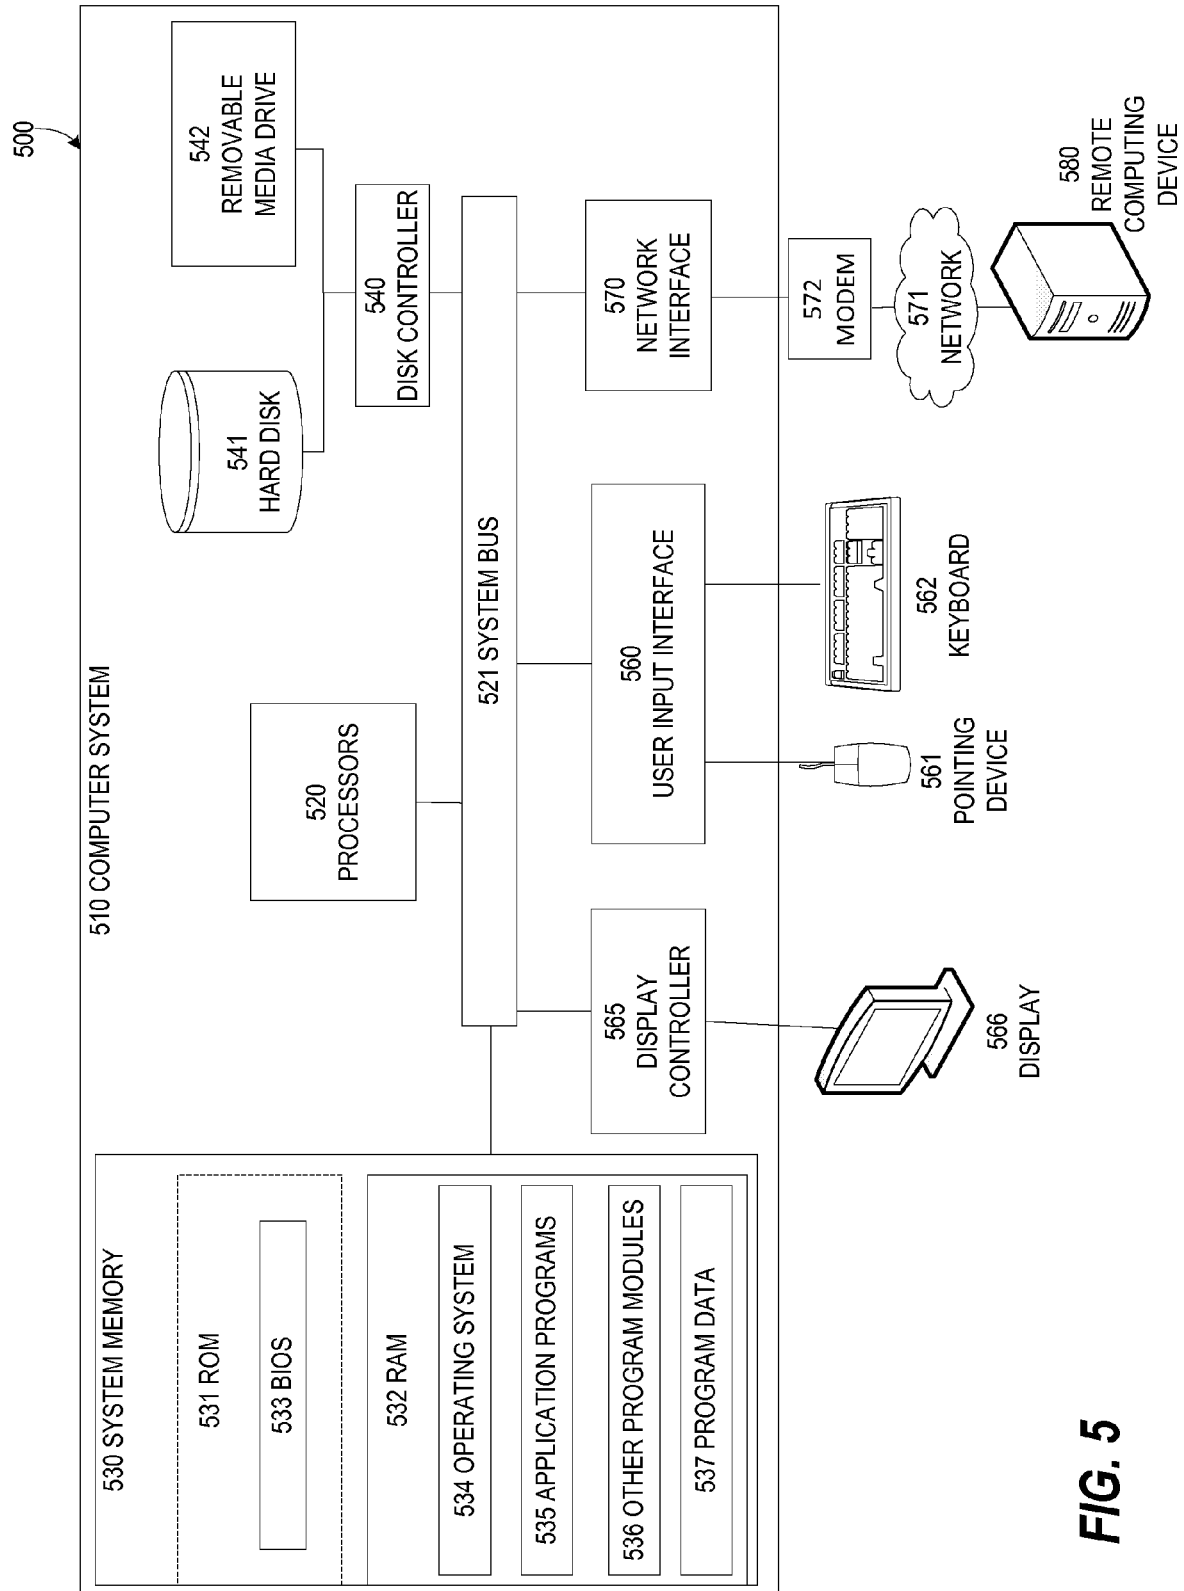 500
510 COMPUTER SYSTEM
530 SYSTEM MEMORY
531 ROM
533 BIOS
532 RAM
534 OPERATING SYSTEM
535 APPLICATION PROGRAMS
536 OTHER PROGRAM MODULES
537 PROGRAM DATA
520
PROCESSORS
541
HARD DISK
542
REMOVABLE
MEDIA DRIVE
540
DISK CONTROLLER
521 SYSTEM BUS
565
DISPLAY
CONTROLLER
560
USER INPUT INTERFACE
570
NETWORK
INTERFACE
572
MODEM
571
NETWORK
566
DISPLAY
561
POINTING
DEVICE
562
KEYBOARD
580
REMOTE
COMPUTING
DEVICE
FIG. 5